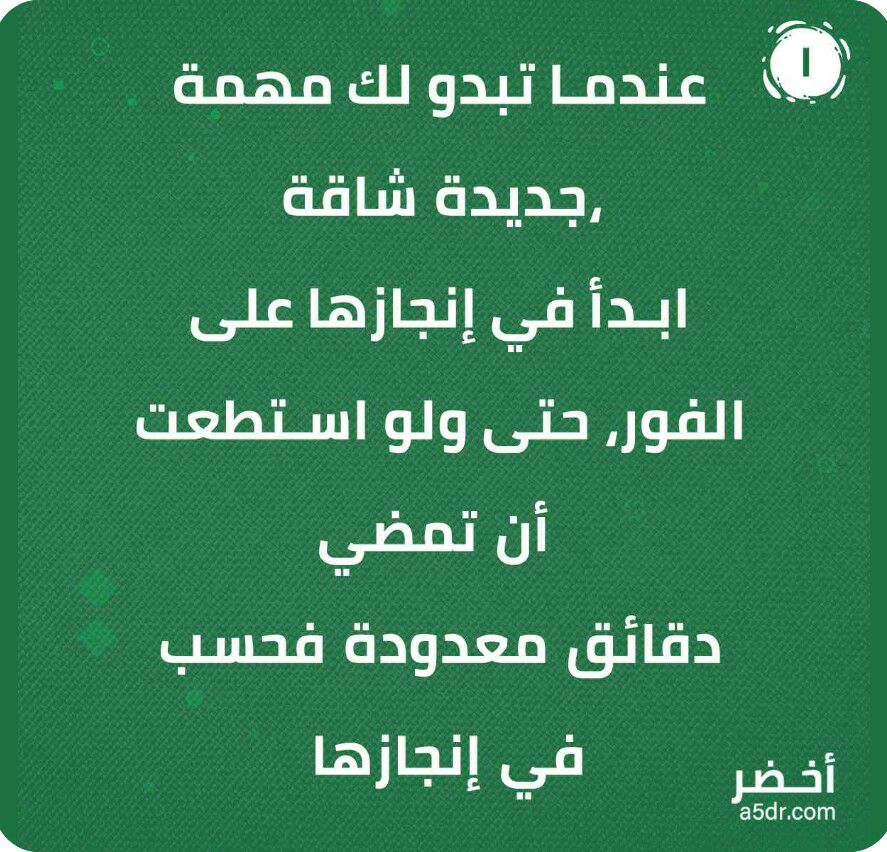 ١
عندما تبدو لك مهمة
جديدة شاقة,
ابدأ في إنجازها على
الفور, حتى ولو استطعت
أن تمضي
دقائق معدودة فحسب
في إنجازها
أخضر
a5dr.com